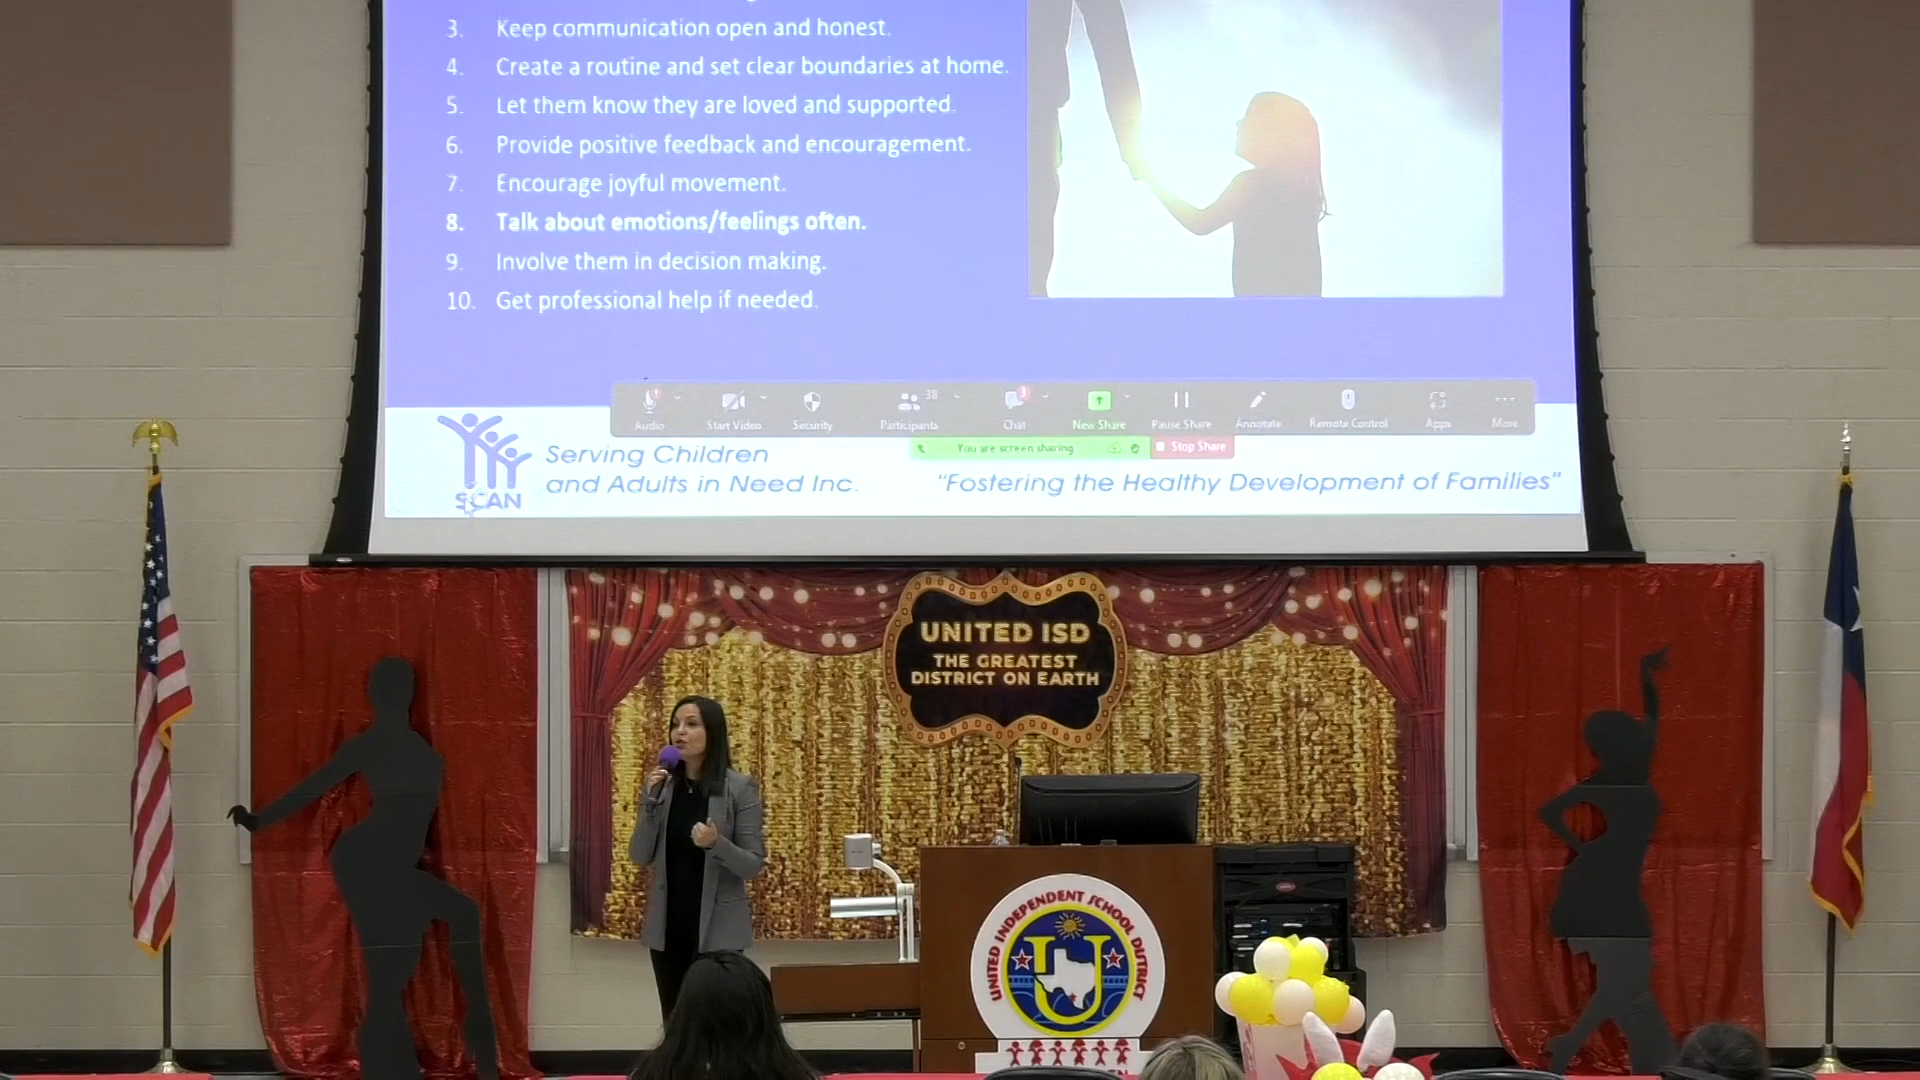 3. Keep communication open and honest.
4. Create a routine and set clear boundaries at home.
5. Let them know they are loved and supported.
6. Provide positive feedback and encouragement.
7. Encourage joyful movement.
8. Talk about emotions/feelings often.
9. Involve them in decision making.
10. Get professional help if needed.
38
Audio Start Video Security Participants Chat New Share Pause Share Annotate Remote Control Apps More
You are screen sharing Stop Share
Serving Children
and Adults in Need Inc.
"Fostering the Healthy Development of Families"
SCAN
UNITED ISD
THE GREATEST
DISTRICT ON EARTH
UNITED INDEPENDENT SCHOOL DISTRICT
U